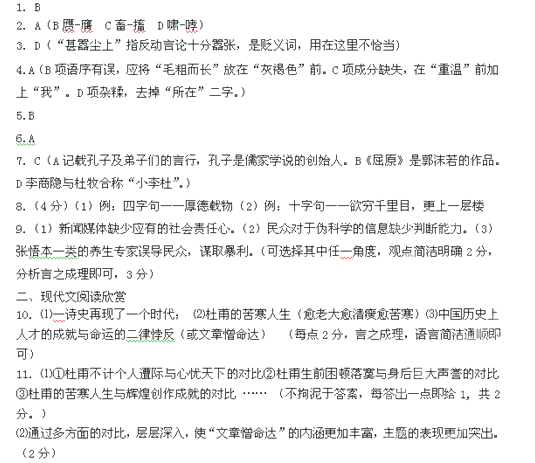 1. B
2. A（B 赝-膺  C 畜-搐  D 啸-哮）
3. D（“甚嚣尘上”指反动言论十分嚣张，是贬义词，用在这里不恰当）
4.A（B 项语序有误，应将“毛粗而长”放在“灰褐色”前。C 项成分缺失，在“重温”前加
上“我”。D 项杂糅，去掉“所在”二字。）
5.B
6.A
7. C（A 记载孔子及弟子们的言行，孔子是儒家学说的创始人。B《屈原》是郭沫若的作品。
D 李商隐与杜牧合称“小李杜”。）
8.（4 分）（1）例：四字句——厚德载物（2）例：十字句——欲穷千里目，更上一层楼
9.（1）新闻媒体缺少应有的社会责任心。（2）民众对于伪科学的信息缺少判断能力。（3）
张悟本一类的养生专家误导民众，谋取暴利。（可选择其中任一角度，观点简洁明确 2 分，
分析言之成理即可，3 分）
二、现代文阅读欣赏
10. ⑴一诗史再现了一个时代； ⑵杜甫的苦寒人生（愈老大愈清瘦愈苦寒）⑶中国历史上
人才的成就与命运的二律悖反（或文章憎命达）  （每点 2 分，言之成理，语言简洁通顺即
可）
11. ⑴①杜甫不计个人遭际与心忧天下的对比②杜甫生前困顿落寞与身后巨大声誉的对比
③杜甫的苦寒人生与辉煌创作成就的对比 ……（不拘泥于答案，每答出一点即给 1, 共 2
分。）
⑵通过多方面的对比，层层深入，使“文章憎命达”的内涵更加丰富，主题的表现更加突出。
（2 分）